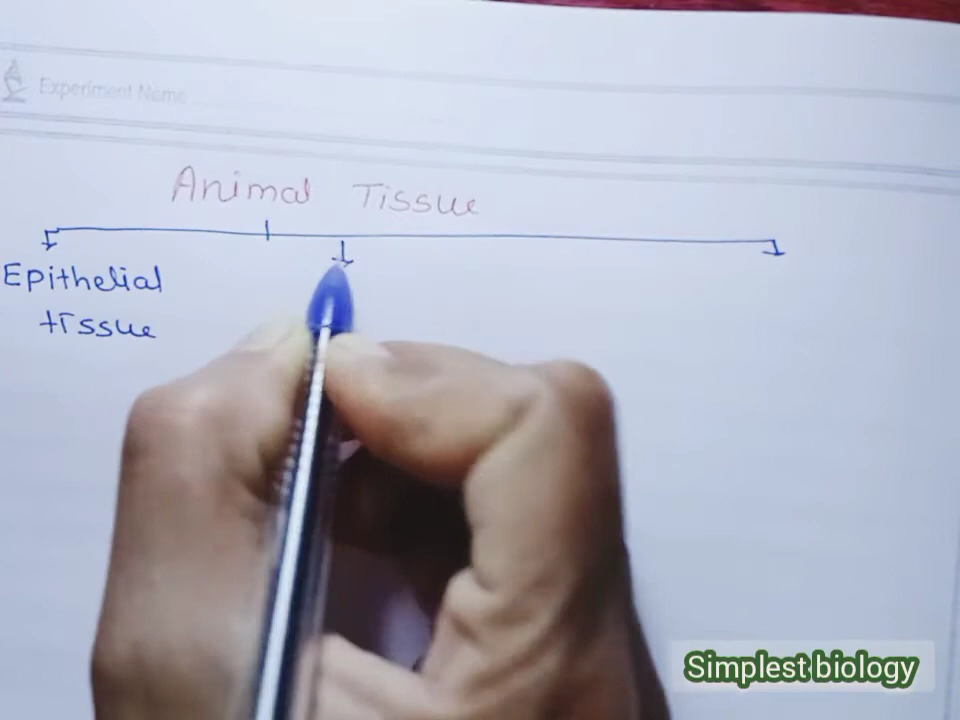 Experiment Name
Animal Tissue
Epithelial
tissue
Simplest biology